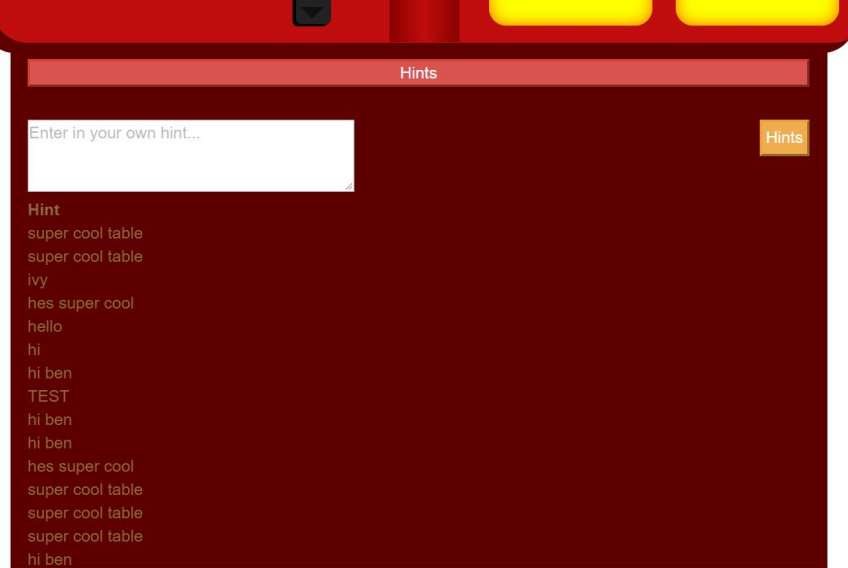 Hints
Enter in your own hint...
Hints
Hint
super cool table
super cool table
ivy
hes super cool
hello
hi
hi ben
TEST
hi ben
hi ben
hes super cool
super cool table
super cool table
super cool table
hi ben